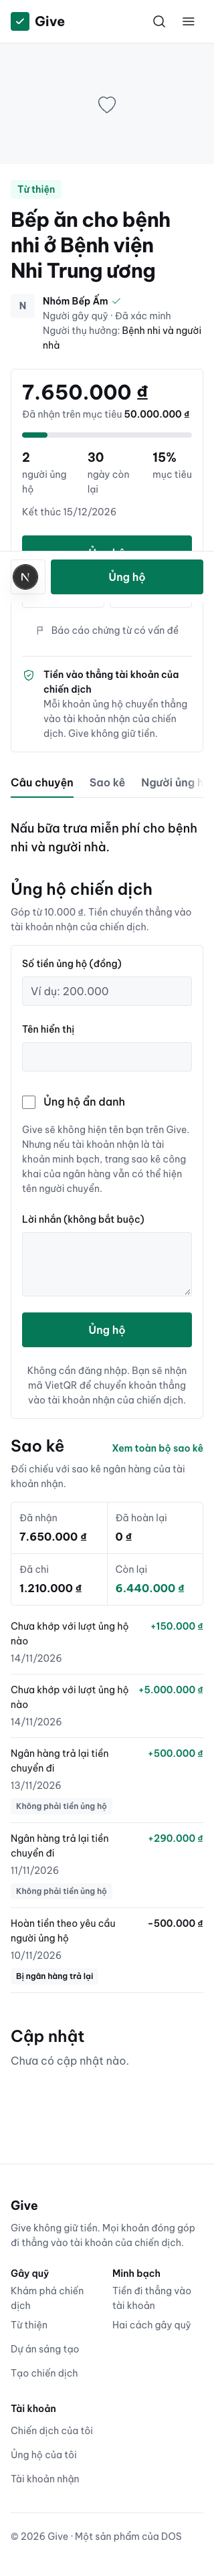 Give
Từ thiện
Bếp ăn cho bệnh
nhi ở Bệnh viện
Nhi Trung ương
N
Nhóm Bếp Ấm
Người gây quỹ · Đã xác minh
Người thụ hưởng: Bệnh nhi và người
nhà
7.650.000 ₫
Đã nhận trên mục tiêu 50.000.000 ₫
2
người ủng
hộ
30
ngày còn
lại
15%
mục tiêu
Kết thúc 15/12/2026
N
Ủng hộ
Báo cáo chứng từ có vấn đề
Tiền vào thẳng tài khoản của
chiến dịch
Mỗi khoản ủng hộ chuyển thẳng
vào tài khoản nhận của chiến
dịch. Give không giữ tiền.
Câu chuyện
Sao kê
Người ủng h
Nấu bữa trưa miễn phí cho bệnh
nhi và người nhà.
Ủng hộ chiến dịch
Góp từ 10.000 ₫. Tiền chuyển thẳng vào
tài khoản nhận của chiến dịch.
Số tiền ủng hộ (đồng)
Ví dụ: 200.000
Tên hiển thị
Ủng hộ ẩn danh
Give sẽ không hiện tên bạn trên Give.
Nhưng nếu tài khoản nhận là tài
khoản minh bạch, trang sao kê công
khai của ngân hàng vẫn có thể hiện
tên người chuyển.
Lời nhắn (không bắt buộc)
Ủng hộ
Không cần đăng nhập. Bạn sẽ nhận
mã VietQR để chuyển khoản thẳng
vào tài khoản nhận của chiến dịch.
Sao kê
Xem toàn bộ sao kê
Đối chiếu với sao kê ngân hàng của tài
khoản nhận.
Đã nhận
7.650.000 ₫
Đã hoàn lại
0 ₫
Đã chi
1.210.000 ₫
Còn lại
6.440.000 ₫
Chưa khớp với lượt ủng hộ
nào
+150.000 ₫
14/11/2026
Chưa khớp với lượt ủng hộ
nào
+5.000.000 ₫
14/11/2026
Ngân hàng trả lại tiền
chuyển đi
+500.000 ₫
13/11/2026
Không phải tiền ủng hộ
Ngân hàng trả lại tiền
chuyển đi
+290.000 ₫
11/11/2026
Không phải tiền ủng hộ
Hoàn tiền theo yêu cầu
người ủng hộ
-500.000 ₫
10/11/2026
Bị ngân hàng trả lại
Cập nhật
Chưa có cập nhật nào.
Give
Give không giữ tiền. Mọi khoản đóng góp
đi thẳng vào tài khoản của chiến dịch.
Gây quỹ
Khám phá chiến
dịch
Từ thiện
Dự án sáng tạo
Tạo chiến dịch
Minh bạch
Tiền đi thẳng vào
tài khoản
Hai cách gây quỹ
Tài khoản
Chiến dịch của tôi
Ủng hộ của tôi
Tài khoản nhận
© 2026 Give · Một sản phẩm của DOS